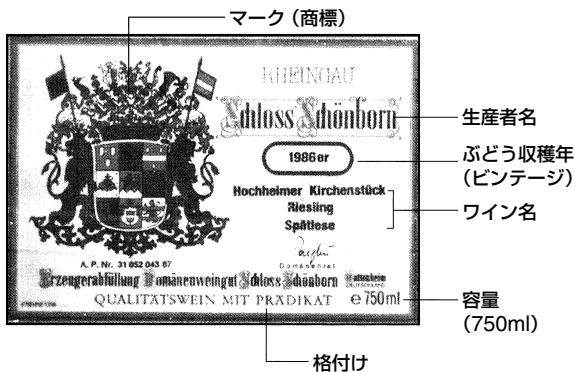 マーク（商標）
RHEINGAU
Schloss Schönborn
生産者名
1986er
ぶどう収穫年
（ビンテージ）
Hochheimer Kirchenstück
Riesling
Spätlese
ワイン名
Domänenrat
A. P. Nr. 31 052 043 87
Erzeugerabfüllung Domänenweingut Schloss Schönborn Hattenheim
DEUTSCHLAND
QUALITÄTSWEIN MIT PRÄDIKAT e 750 ml
容量
（750ml）
格付け